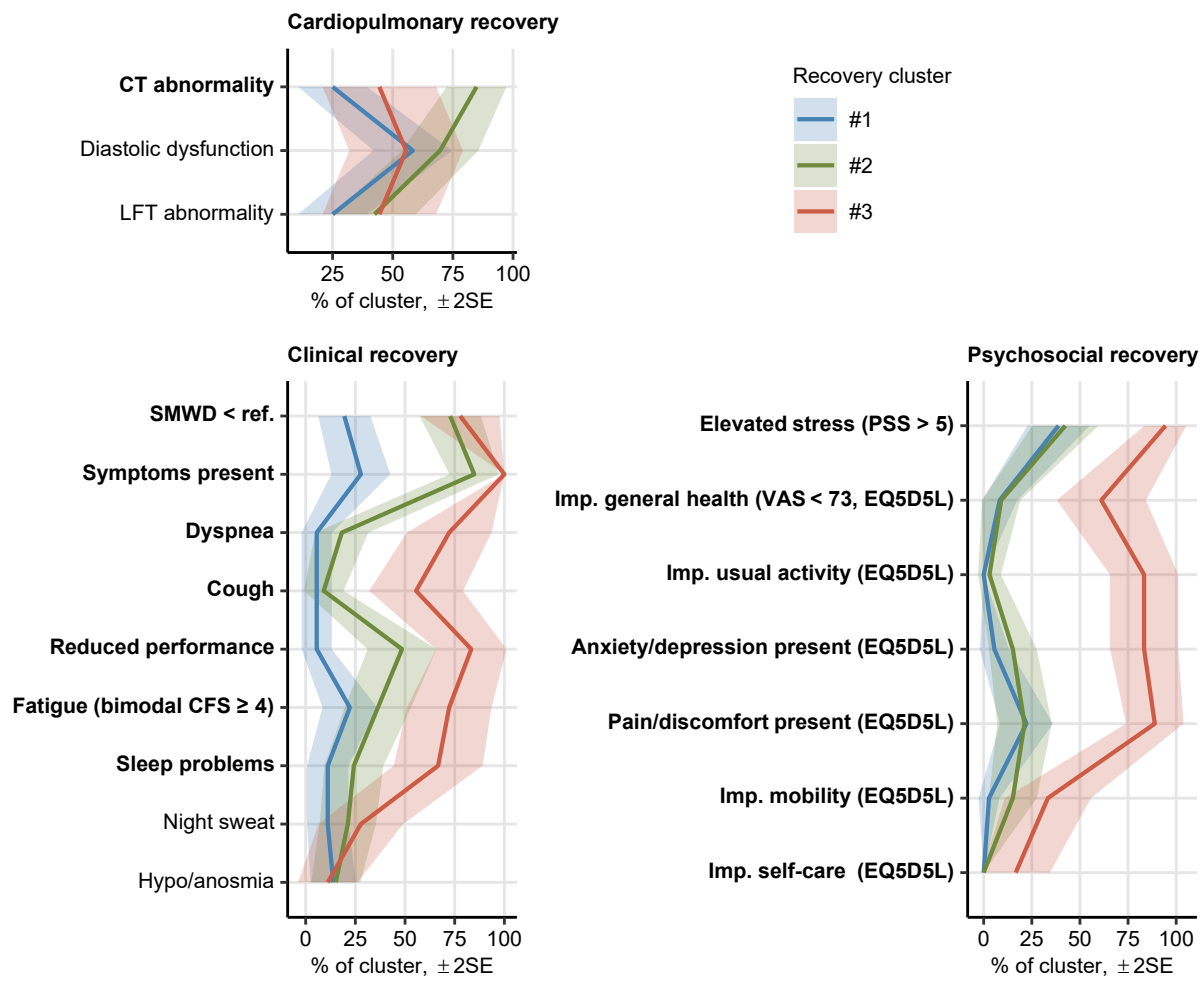 Cardiopulmonary recovery
CT abnormality
Diastolic dysfunction
LFT abnormality
25 50 75 100
% of cluster, ±2SE
Recovery cluster
#1
#2
#3
Clinical recovery
SMWD < ref.
Symptoms present
Dyspnea
Cough
Reduced performance
Fatigue (bimodal CFS ≥ 4)
Sleep problems
Night sweat
Hypo/anosmia
0 25 50 75 100
% of cluster, ±2SE
Psychosocial recovery
Elevated stress (PSS > 5)
Imp. general health (VAS < 73, EQ5D5L)
Imp. usual activity (EQ5D5L)
Anxiety/depression present (EQ5D5L)
Pain/discomfort present (EQ5D5L)
Imp. mobility (EQ5D5L)
Imp. self-care (EQ5D5L)
0 25 50 75 100
% of cluster, ±2SE